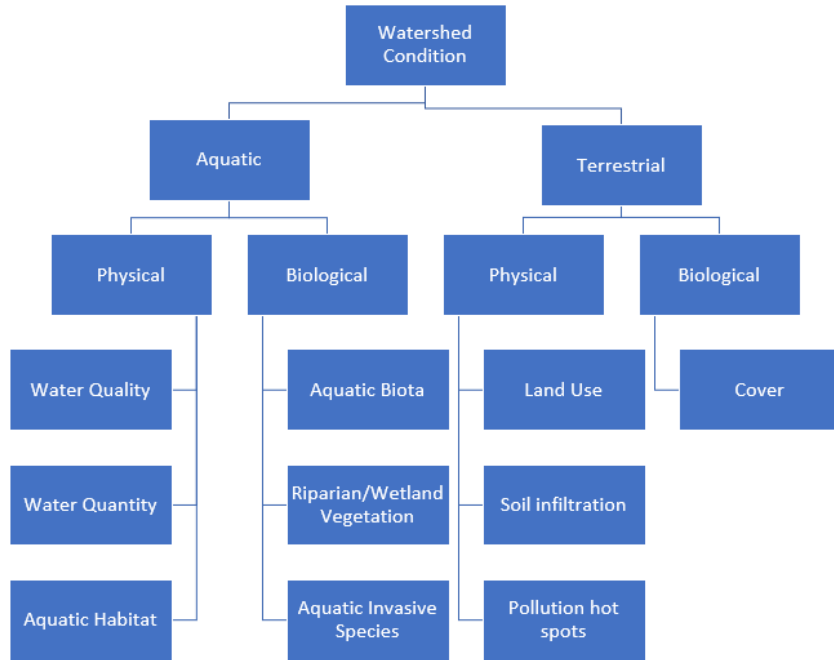 Watershed
Condition
Aquatic
Terrestrial
Physical
Biological
Physical
Biological
Water Quality
Aquatic Biota
Land Use
Cover
Water Quantity
Riparian/Wetland
Vegetation
Soil infiltration
Aquatic Habitat
Aquatic Invasive
Species
Pollution hot
spots